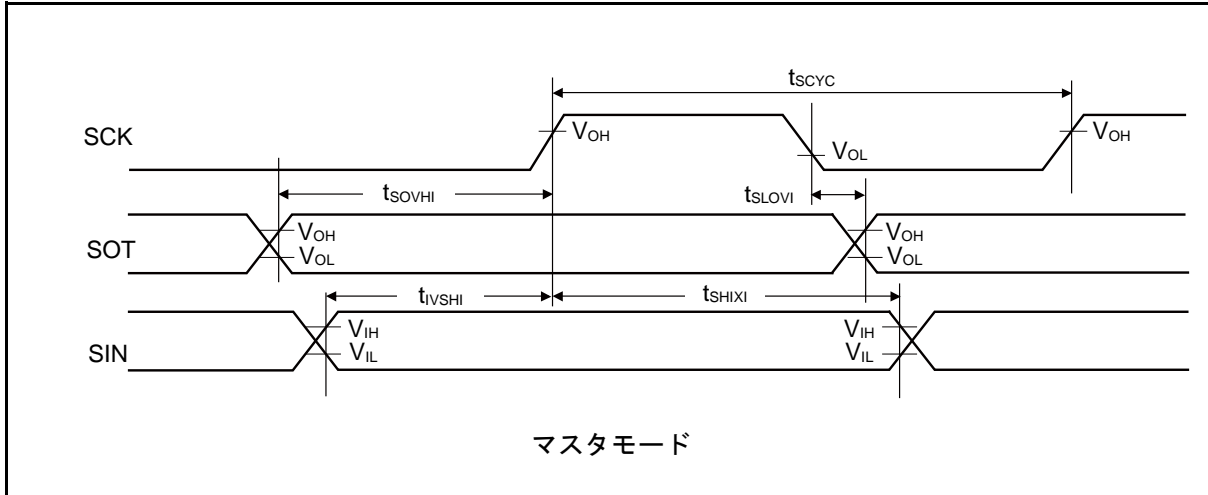 tSCYC
SCK
VOH
VOL
VOH
tSOVHI
tSLOVI
SOT
VOH
VOL
VOH
VOL
tIVSHI
tSHIXI
SIN
VIH
VIL
VIH
VIL
マスタモード